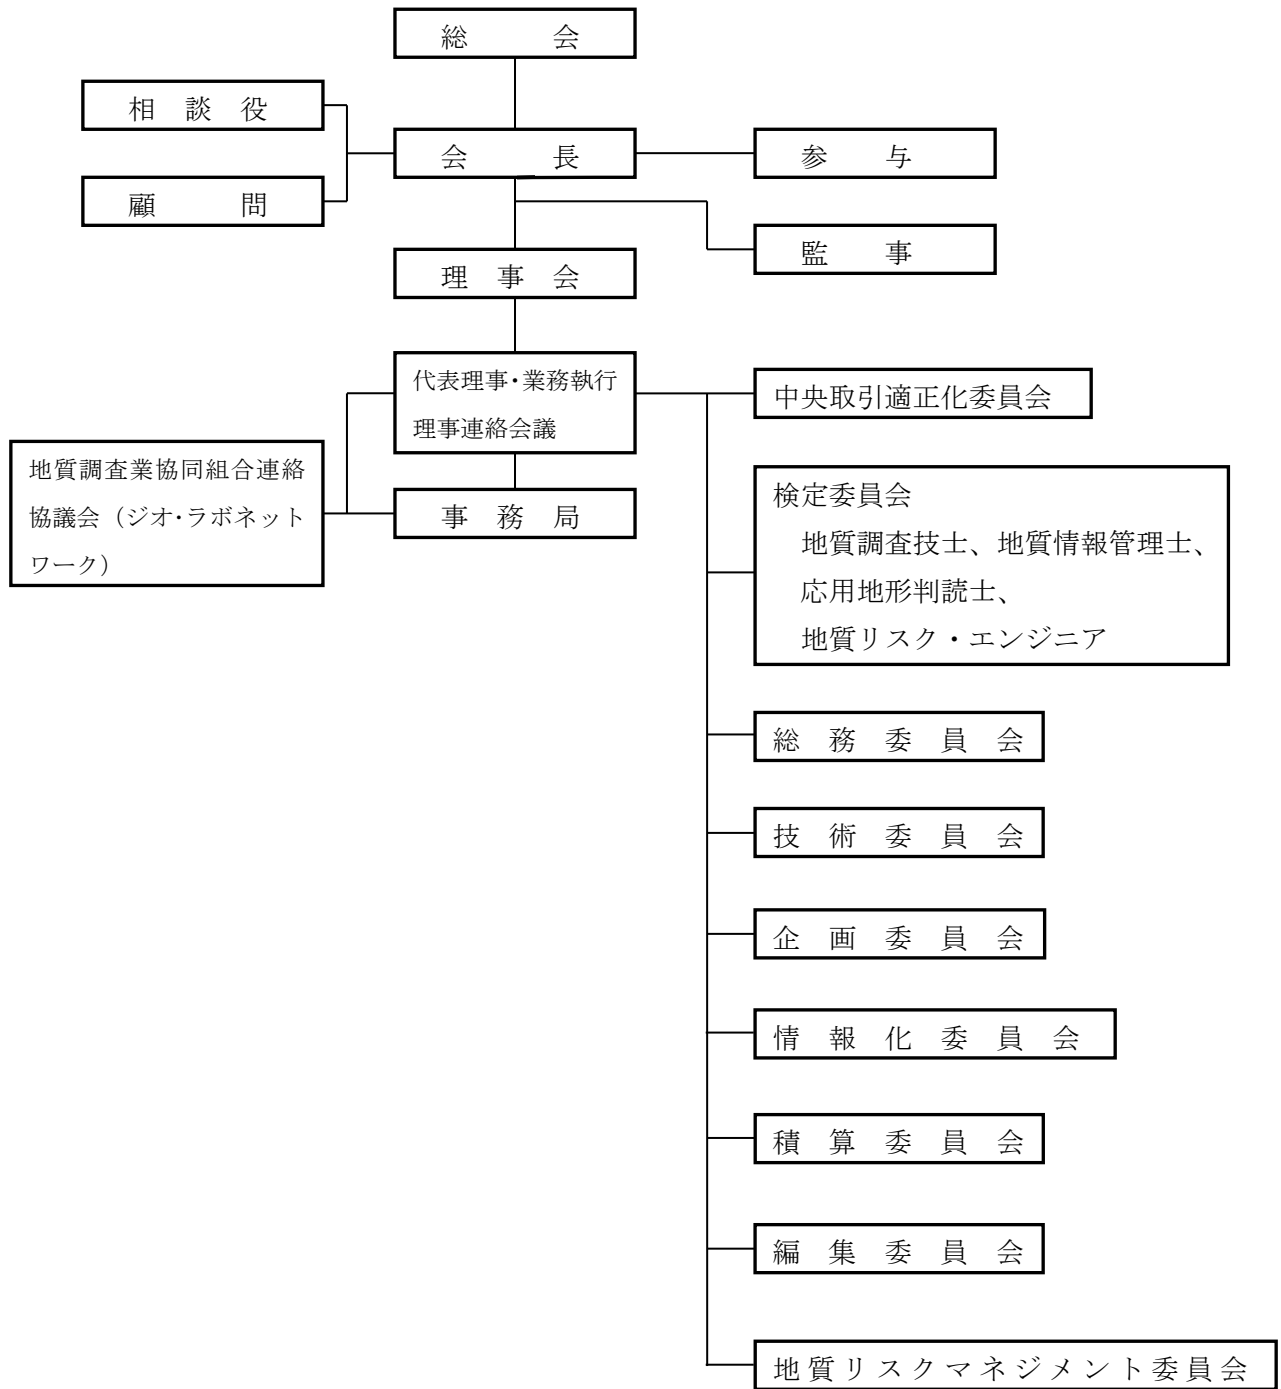 総会
相談役
会長
参与
顧問
監事
理事会
代表理事・業務執行
理事連絡会議
中央取引適正化委員会
地質調査業協同組合連絡
協議会（ジオ・ラボネット
ワーク）
事務局
検定委員会
地質調査技士、地質情報管理士、
応用地形判読士、
地質リスク・エンジニア
総務委員会
技術委員会
企画委員会
情報化委員会
積算委員会
編集委員会
地質リスクマネジメント委員会